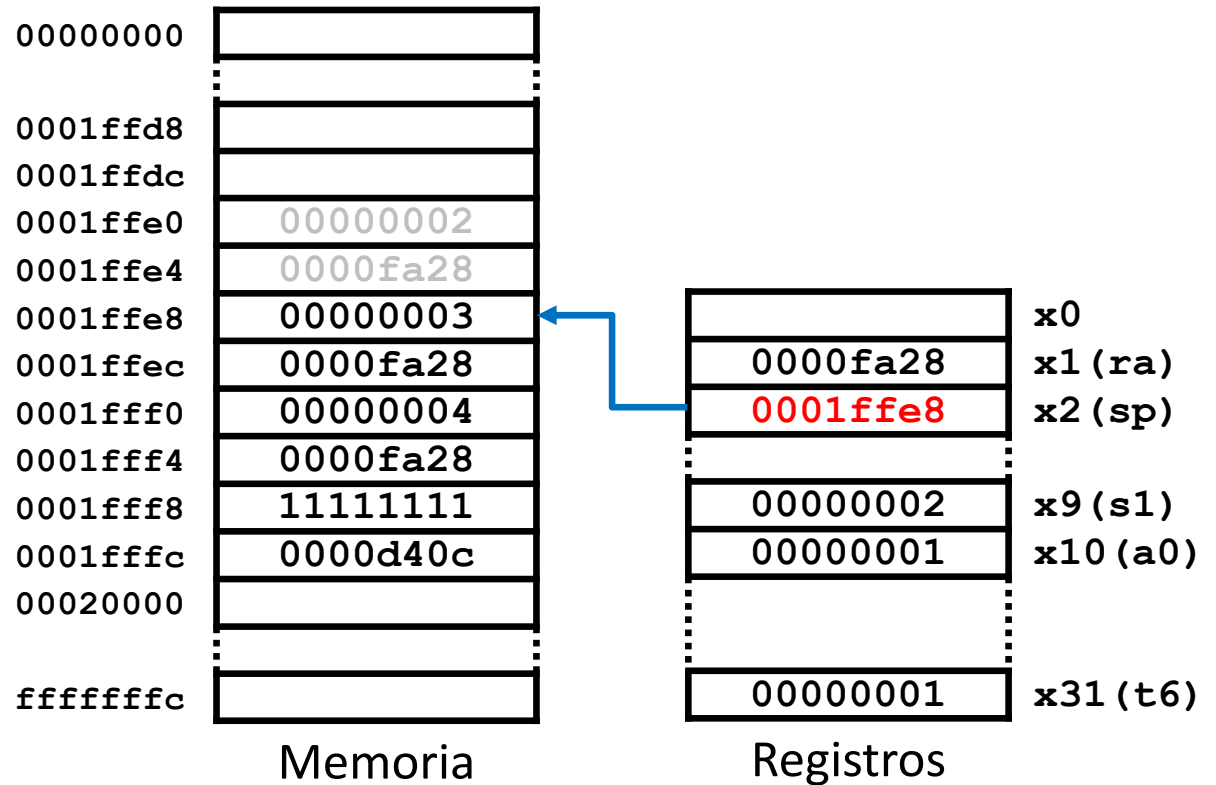 00000000
0001ffd8
0001ffdc
0001ffe0 00000002
0001ffe4 0000fa28
0001ffe8 00000003 x0
0001ffec 0000fa28 0000fa28 x1(ra)
0001fff0 00000004 0001ffe8 x2(sp)
0001fff4 0000fa28
0001fff8 11111111 00000002 x9(s1)
0001fffc 0000d40c 00000001 x10(a0)
00020000
fffffffc 00000001 x31(t6)
Memoria Registros